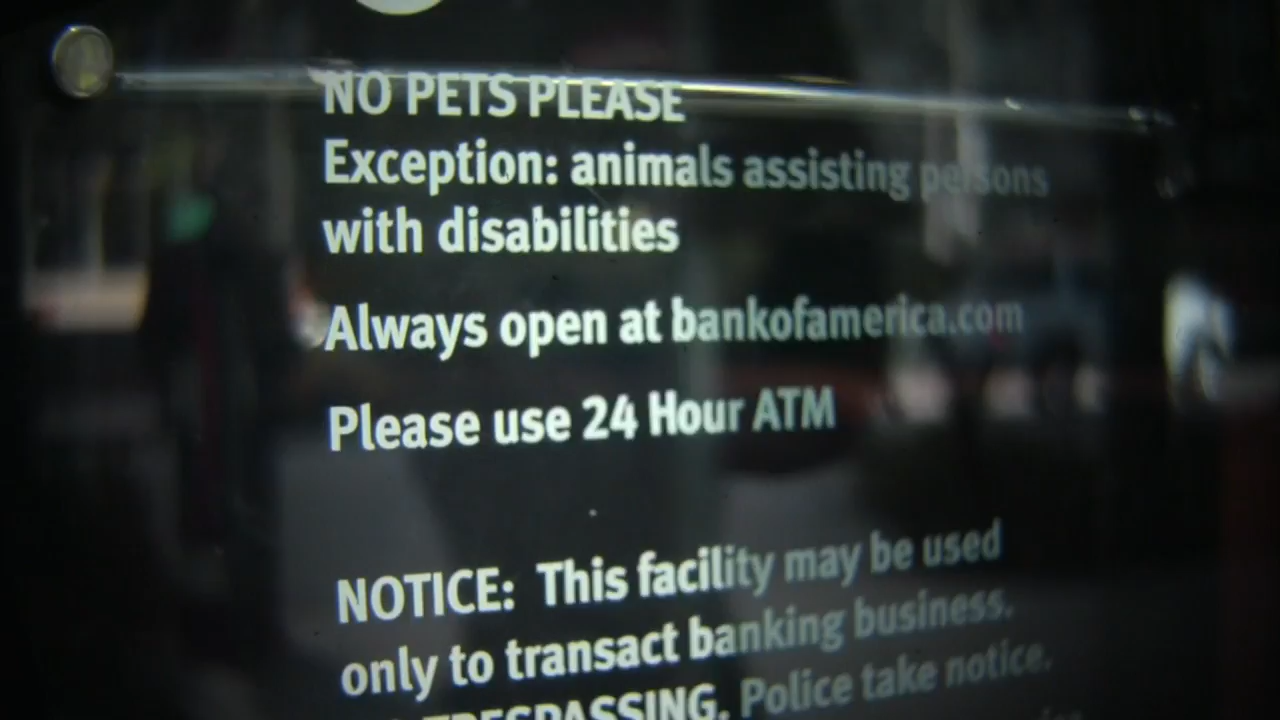 NO PETS PLEASE
Exception: animals assisting persons
with disabilities
Always open at bankofamerica.com
Please use 24 Hour ATM
NOTICE: This facility may be used
only to transact banking business.
TRESPASSING. Police take notice.